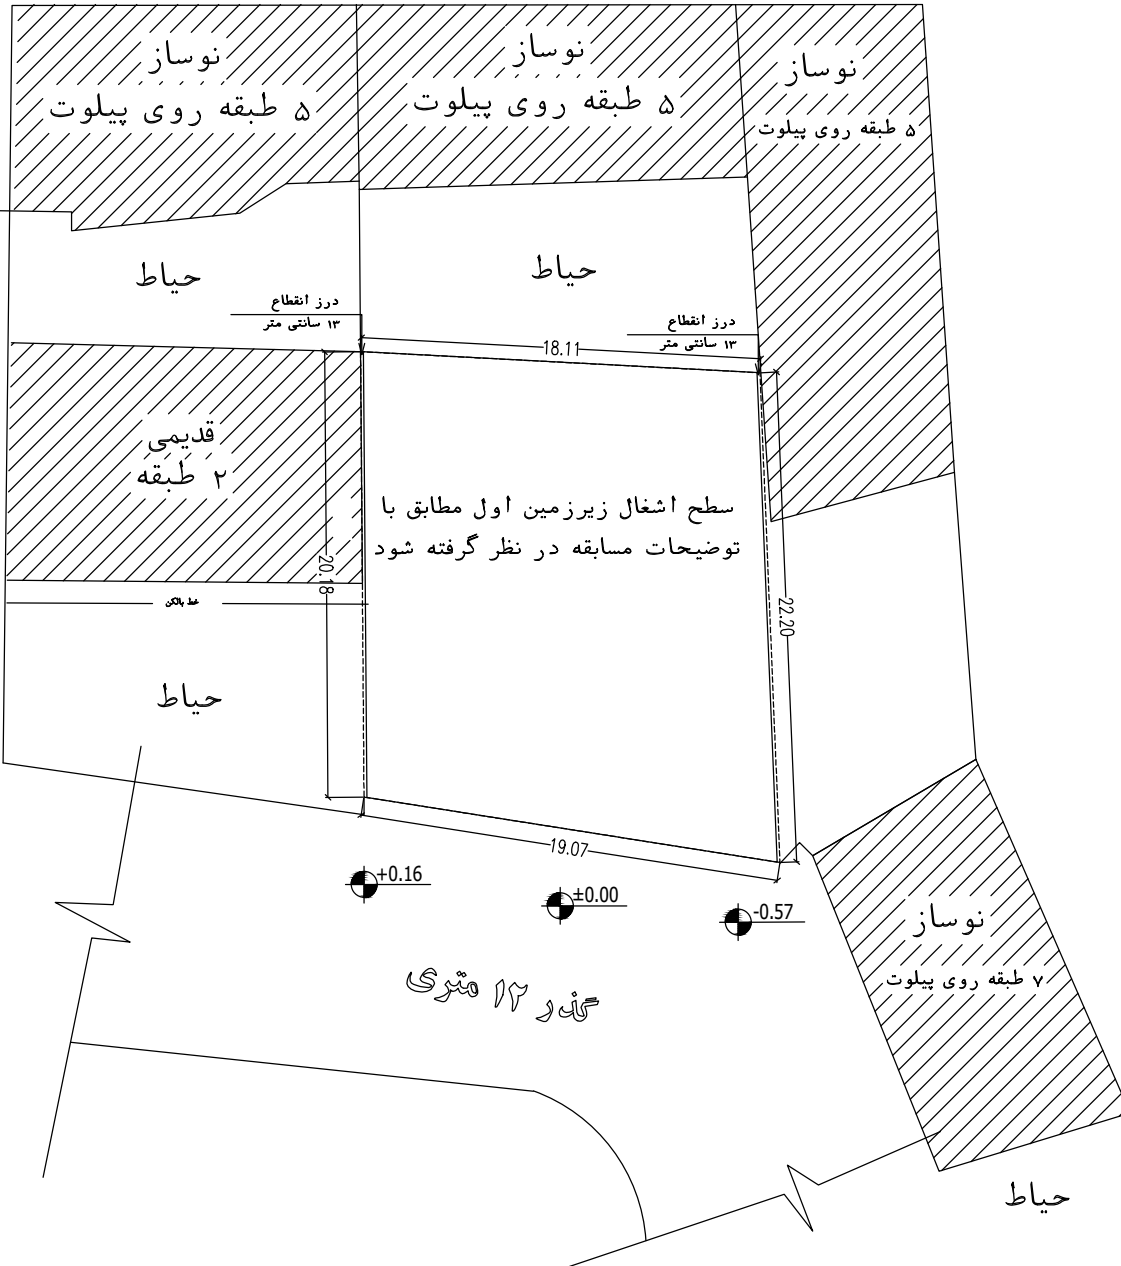 نوساز
۵ طبقه روی پیلوت
نوساز
۵ طبقه روی پیلوت
نوساز
۵ طبقه روی پیلوت
حیاط
حیاط
درز انقطاع
۱۳ سانتی متر
درز انقطاع
۱۳ سانتی متر
18.11
قدیمی
۲ طبقه
سطح اشغال زیرزمین اول مطابق با
توضیحات مسابقه در نظر گرفته شود
20.18
22.20
خط بالکن
حیاط
19.07
+0.16
±0.00
-0.57
گذر ۱۲ متری
نوساز
۷ طبقه روی پیلوت
حیاط